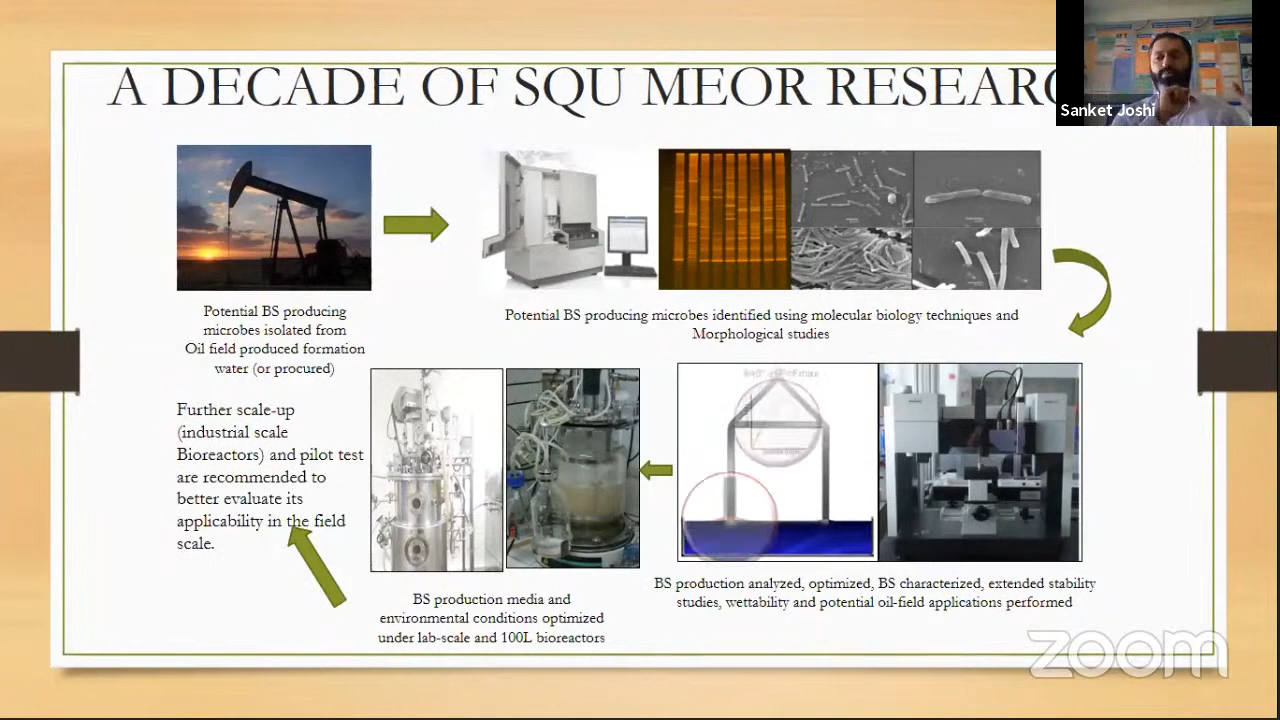 A DECADE OF SQU MEOR RESEARC
Sanket Joshi
Potential BS producing
microbes isolated from
Oil field produced formation
water (or procured)
Potential BS producing microbes identified using molecular biology techniques and
Morphological studies
Further scale-up
(industrial scale
Bioreactors) and pilot test
are recommended to
better evaluate its
applicability in the field
scale.
BS production media and
environmental conditions optimized
under lab-scale and 100L bioreactors
BS production analyzed, optimized, BS characterized, extended stability
studies, wettability and potential oil-field applications performed
zoom